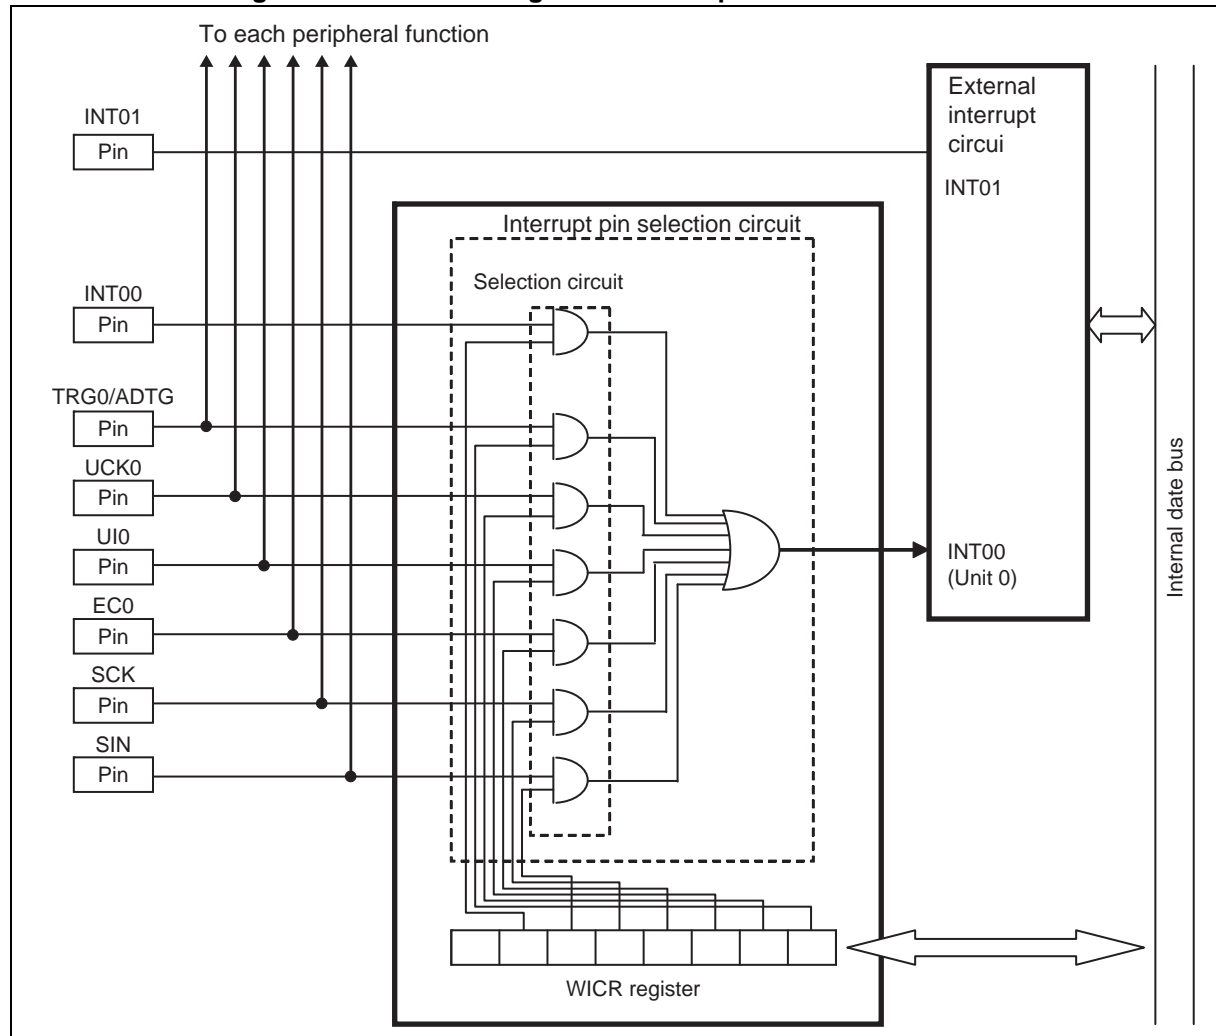 To each peripheral function
INT01
Pin
External
interrupt
circui
INT01
Interrupt pin selection circuit
Selection circuit
INT00
Pin
TRG0/ADTG
Pin
UCK0
Pin
UI0
Pin
EC0
Pin
SCK
Pin
SIN
Pin
INT00
(Unit 0)
Internal date bus
WICR register